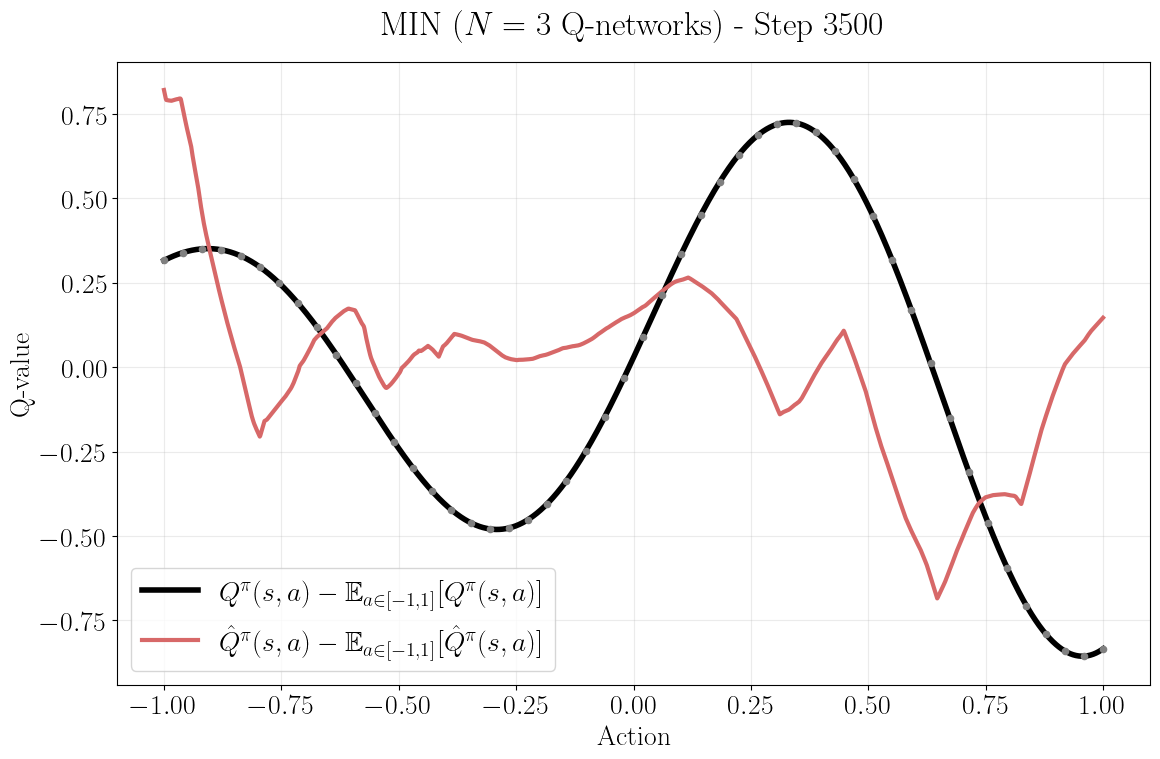 MIN (N = 3 Q-networks) - Step 3500
Q-value
0.75
0.50
0.25
0.00
−0.25
−0.50
−0.75
Q^π(s, a) − 𝔼_{a∈[−1,1]}[Q^π(s, a)]
Q̂^π(s, a) − 𝔼_{a∈[−1,1]}[Q̂^π(s, a)]
−1.00 −0.75 −0.50 −0.25 0.00 0.25 0.50 0.75 1.00
Action